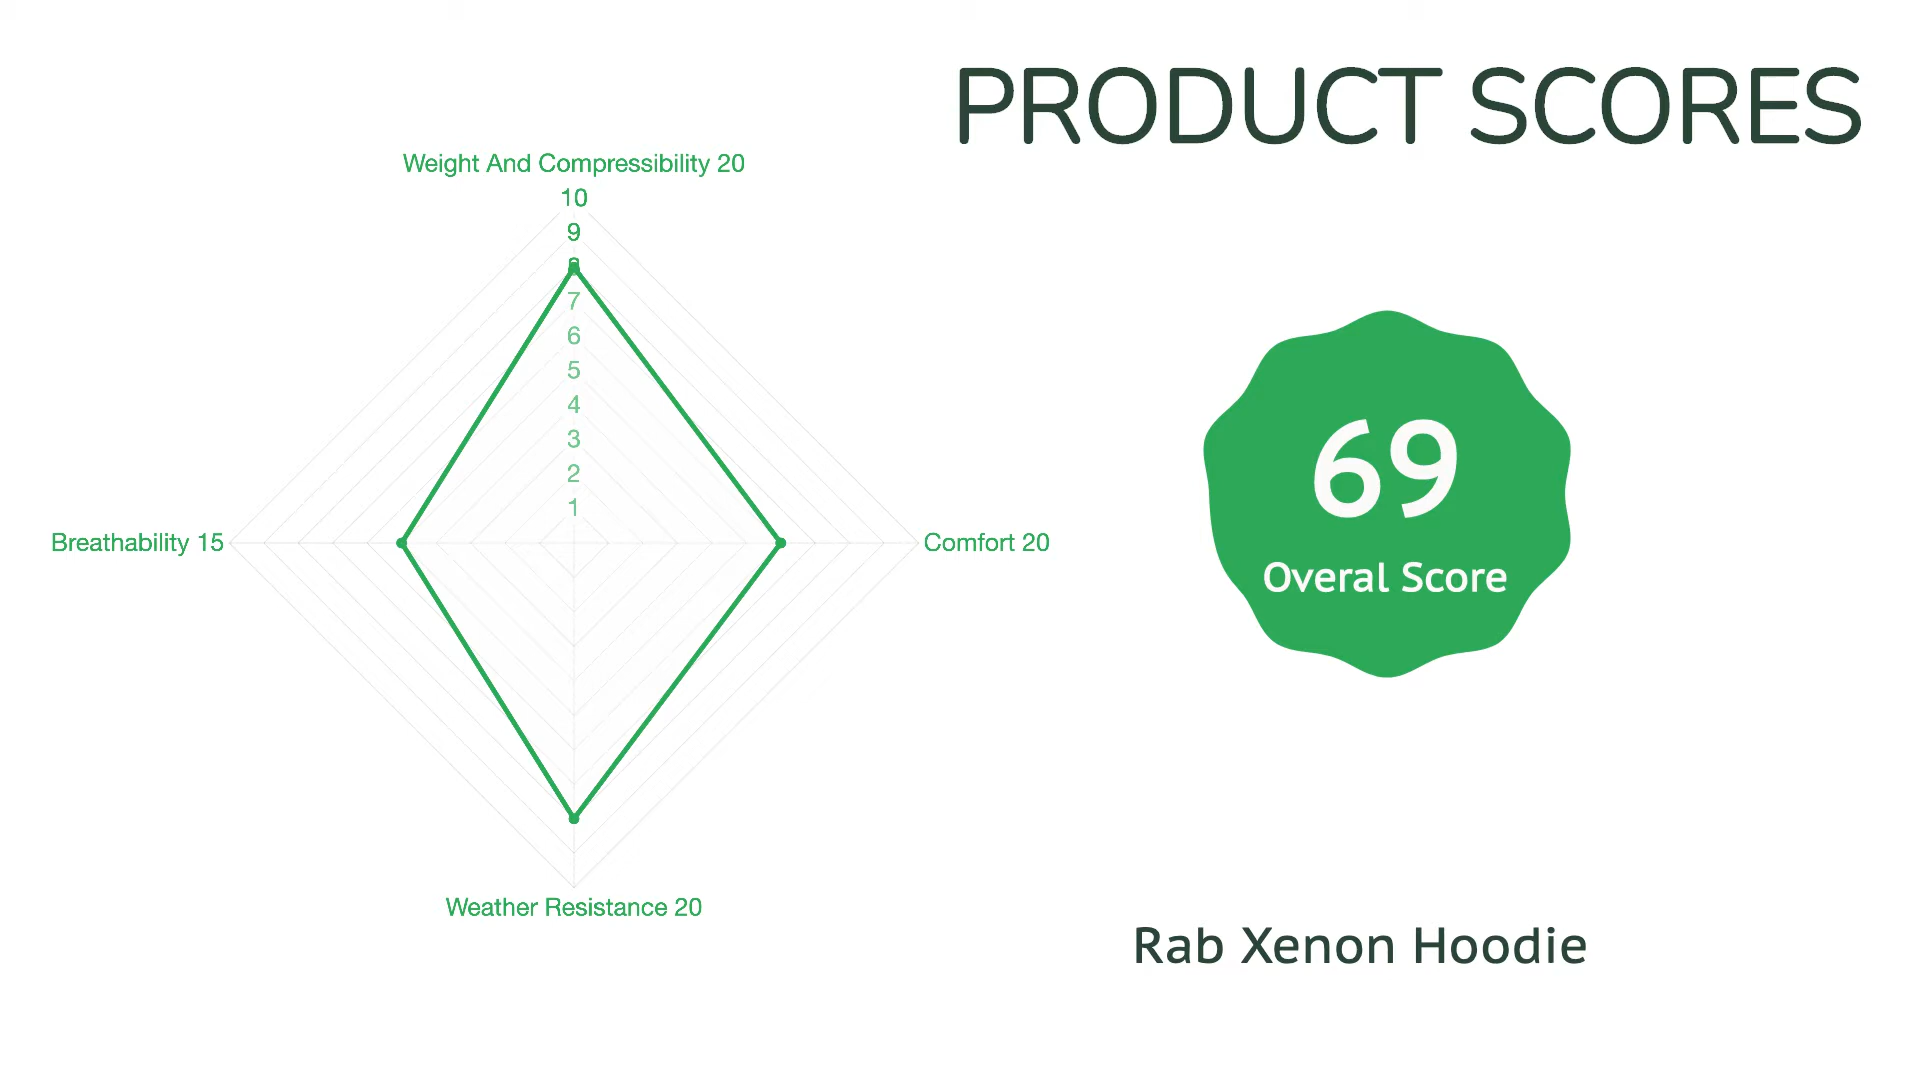 PRODUCT SCORES
Weight And Compressibility 20
10
9
8
7
6
5
4
3
2
1
Breathability 15
Comfort 20
Weather Resistance 20
69
Overal Score
Rab Xenon Hoodie